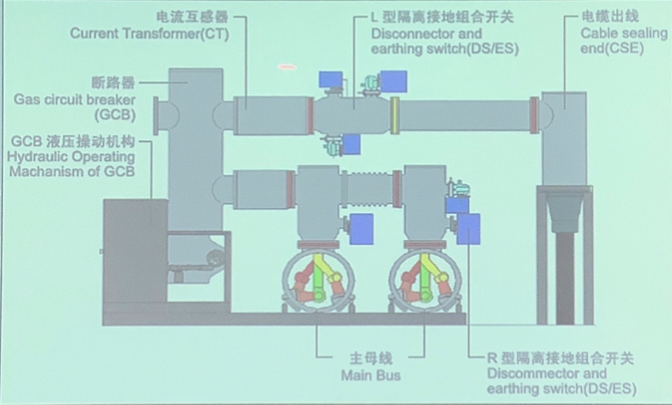 电流互感器
Current Transformer(CT)
L 型隔离接地组合开关
Disconnector and
earthing switch(DS/ES)
电缆出线
Cable sealing
end(CSE)
断路器
Gas circuit breaker
(GCB)
GCB 液压操动机构
Hydraulic Operating
Machanism of GCB
主母线
Main Bus
R 型隔离接地组合开关
Discommector and
earthing switch(DS/ES)